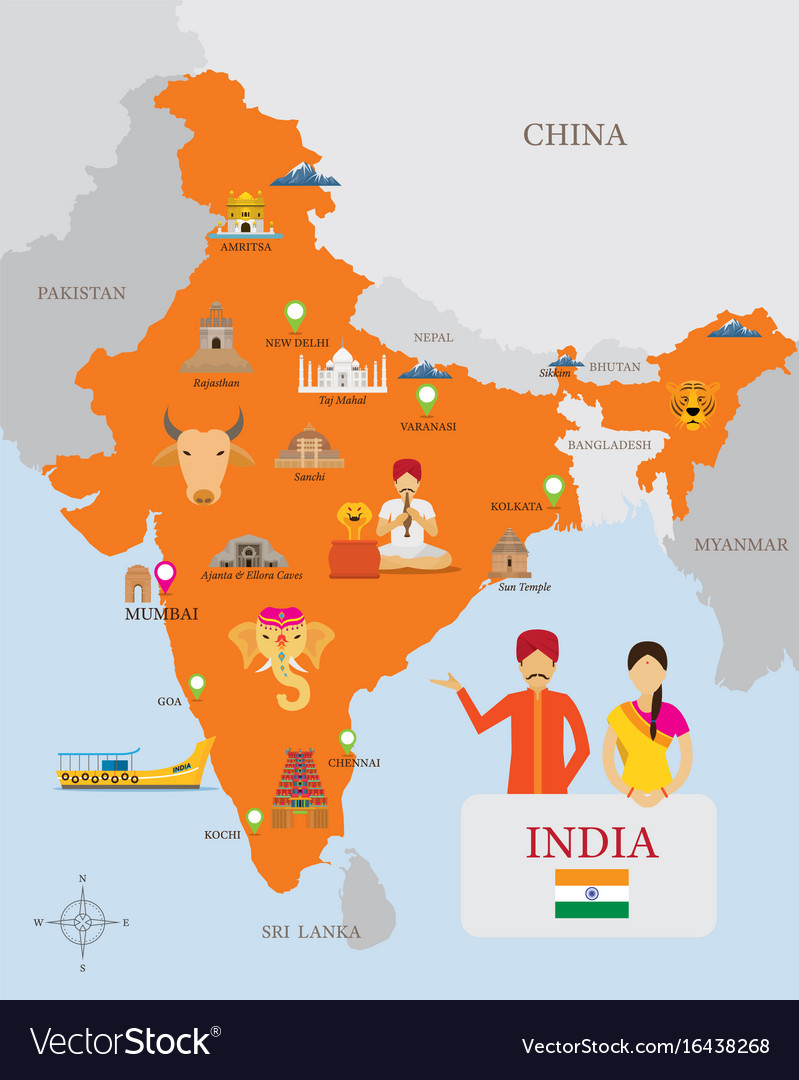 CHINA
AMRITSA
PAKISTAN
NEW DELHI
NEPAL
Rajasthan
Taj Mahal
Sikkim
BHUTAN
VARANASI
BANGLADESH
Sanchi
KOLKATA
MYANMAR
Ajanta & Ellora Caves
Sun Temple
MUMBAI
GOA
CHENNAI
INDIA
KOCHI
INDIA
SRI LANKA
N
W
E
S
VectorStock®
VectorStock.com/16438268